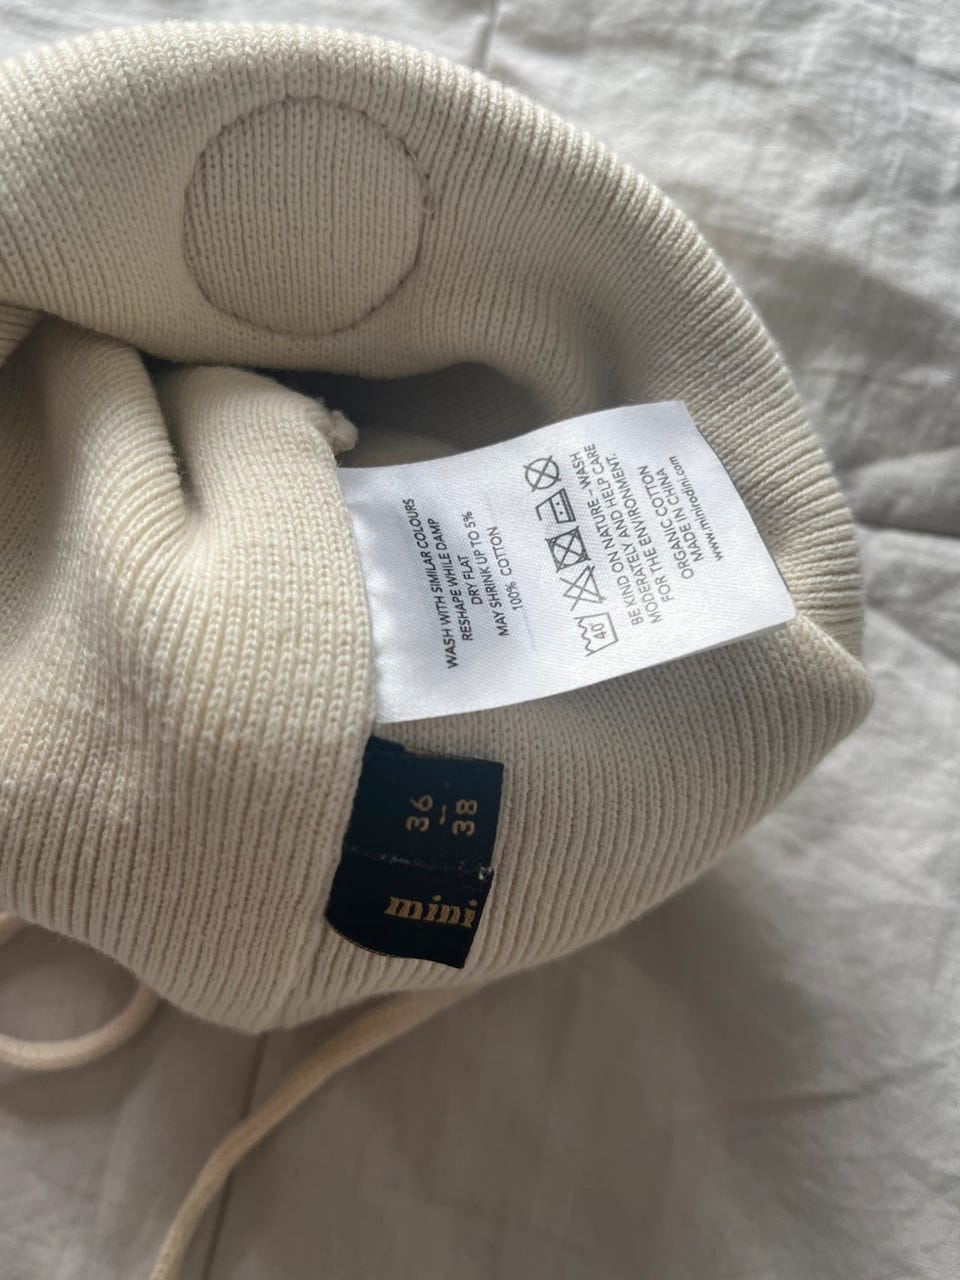 WASH WITH SIMILAR COLOURS
RESHAPE WHILE DAMP
DRY FLAT
MAY SHRINK UP TO 5%
100% COTTON
40°
BE KIND ON NATURE - WASH
MODERATELY AND HELP CARE
FOR THE ENVIRONMENT.
ORGANIC COTTON
MADE IN CHINA
www.minirodini.com
36
-
38
mini